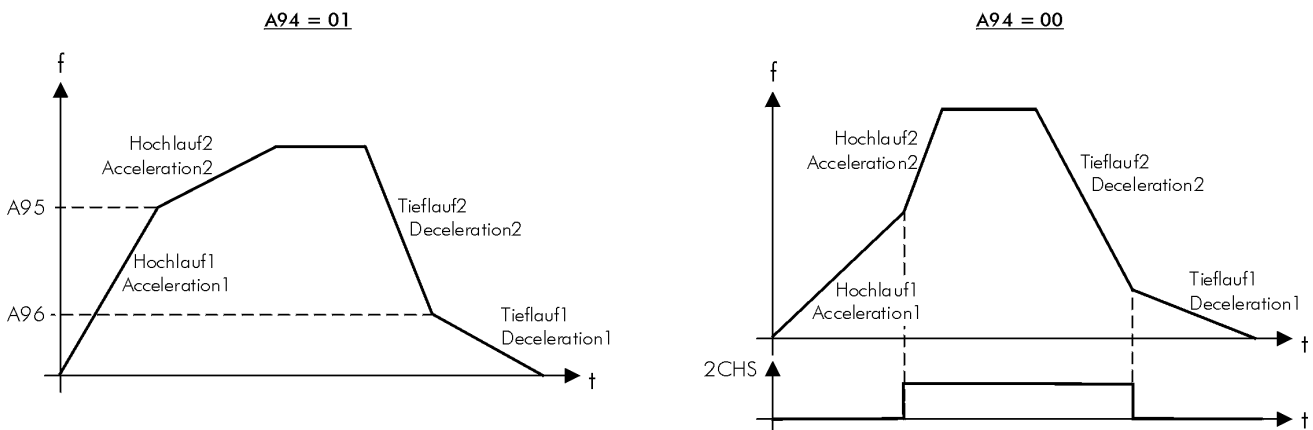 A94 = 01
f
Hochlauf2
Acceleration2
A95
Tieflauf2
Deceleration2
Hochlauf1
Acceleration1
A96
Tieflauf1
Deceleration1
t
A94 = 00
f
Hochlauf2
Acceleration2
Tieflauf2
Deceleration2
Hochlauf1
Acceleration1
Tieflauf1
Deceleration1
t
2CHS
t